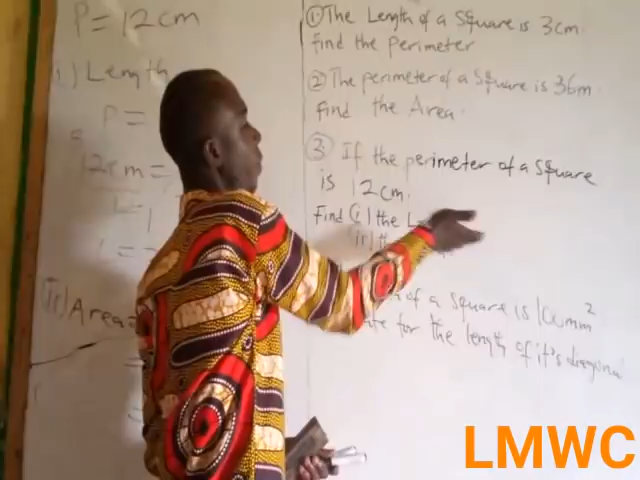 P = 12cm
i) Length
P =
12cm =
ii) Area =
① The Length of a Square is 3cm.
find the Perimeter
② The perimeter of a Square is 36m.
find the Area.
③ If the perimeter of a Square
is 12cm.
Find (i) the
(ii)
of a square is 100mm²
for the length of it's diagonal
LMWC